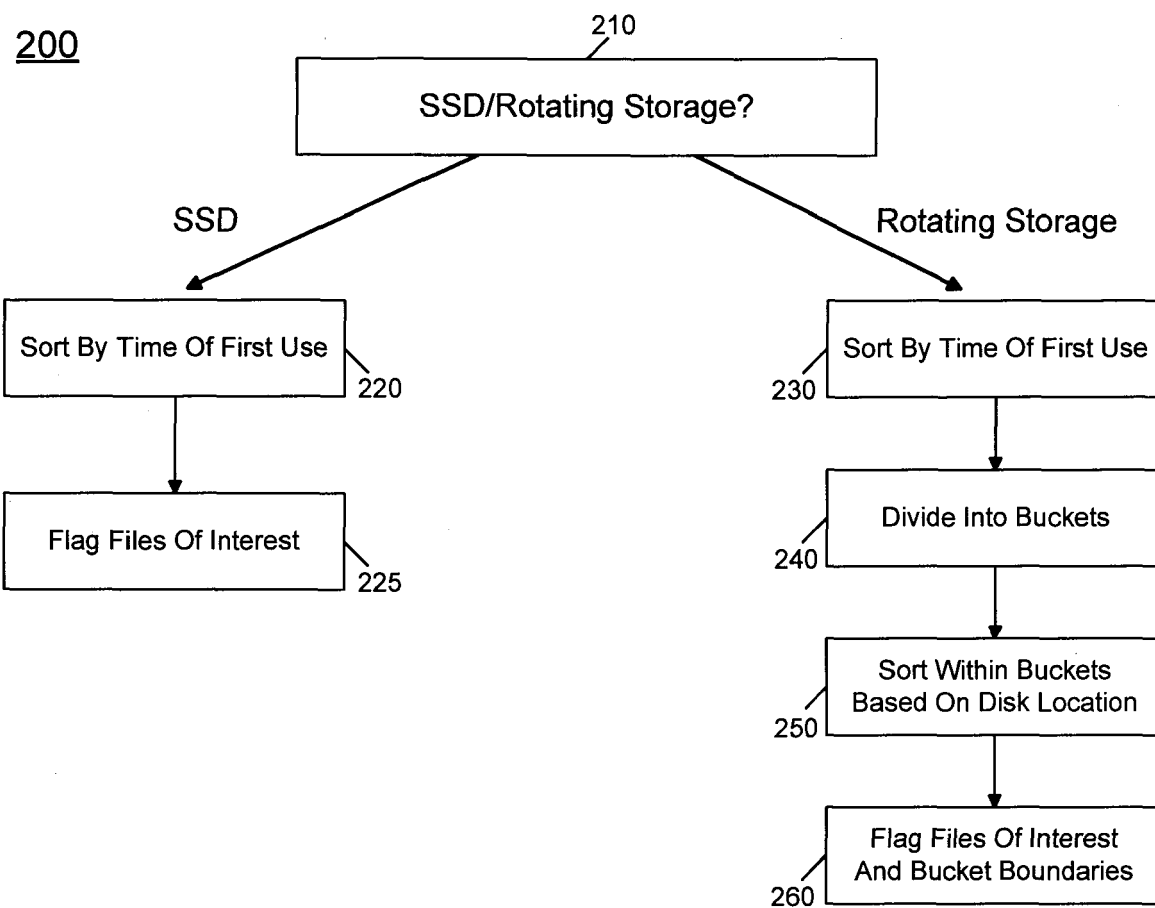 200
210
SSD/Rotating Storage?
SSD
Rotating Storage
Sort By Time Of First Use
220
Flag Files Of Interest
225
Sort By Time Of First Use
230
Divide Into Buckets
240
Sort Within Buckets
Based On Disk Location
250
Flag Files Of Interest
And Bucket Boundaries
260